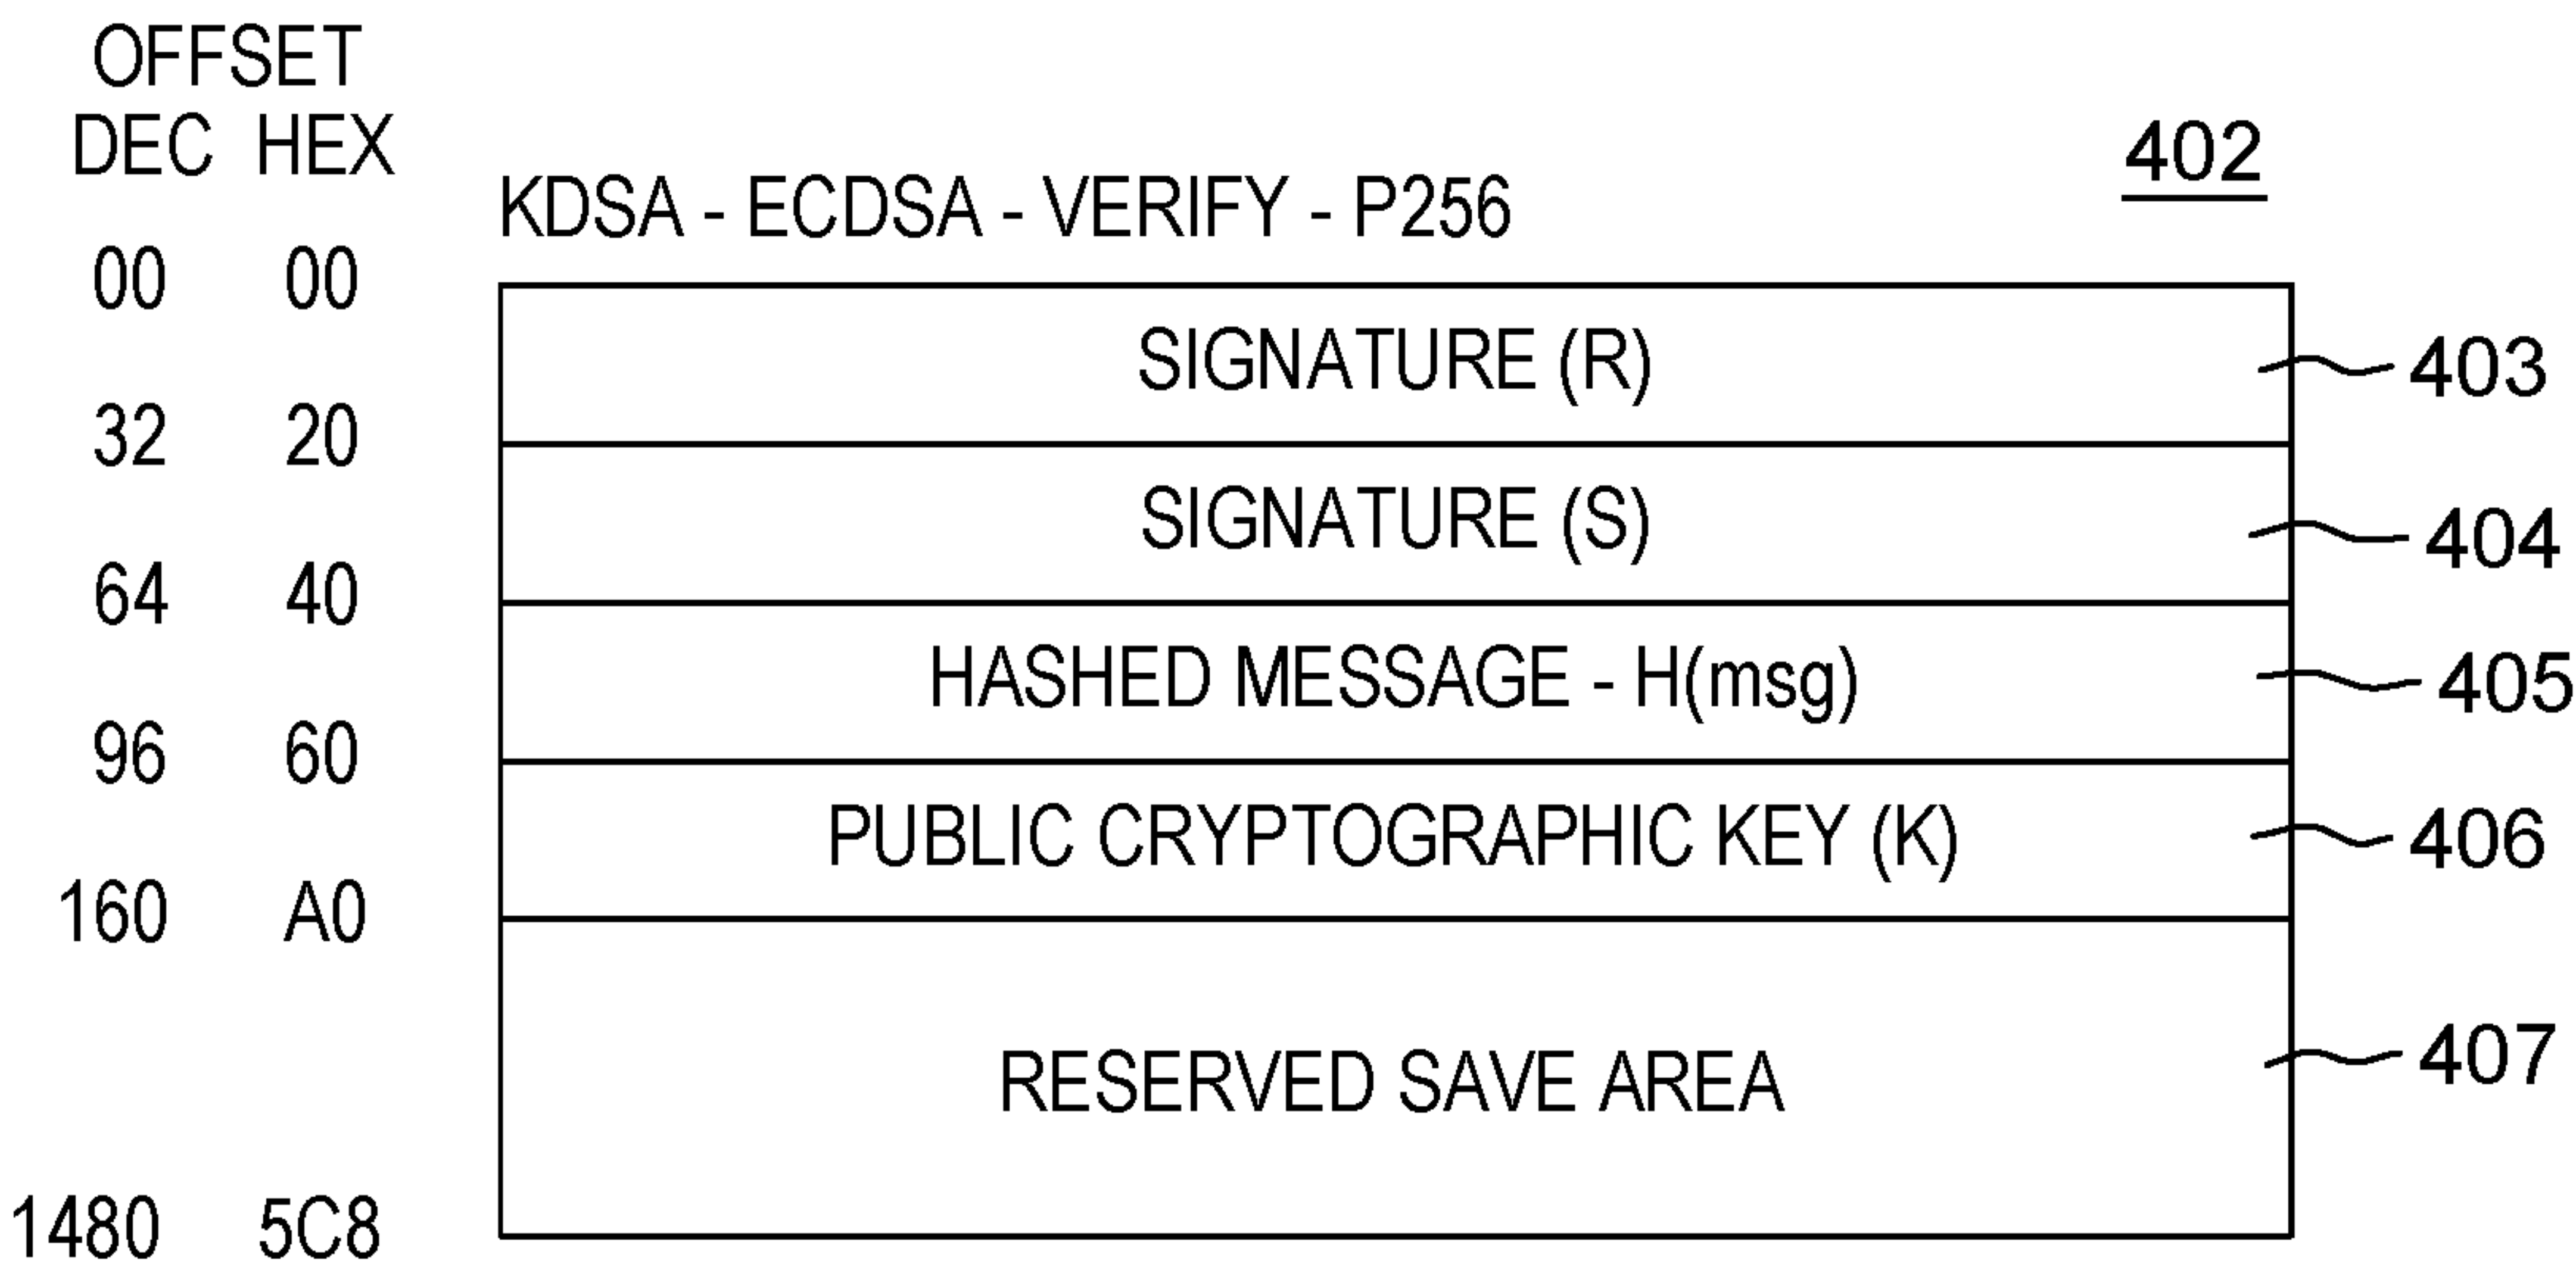 OFFSET
DEC HEX
402
KDSA - ECDSA - VERIFY - P256
00 00
SIGNATURE (R) 403
32 20
SIGNATURE (S) 404
64 40
HASHED MESSAGE - H(msg) 405
96 60
PUBLIC CRYPTOGRAPHIC KEY (K) 406
160 A0
RESERVED SAVE AREA 407
1480 5C8